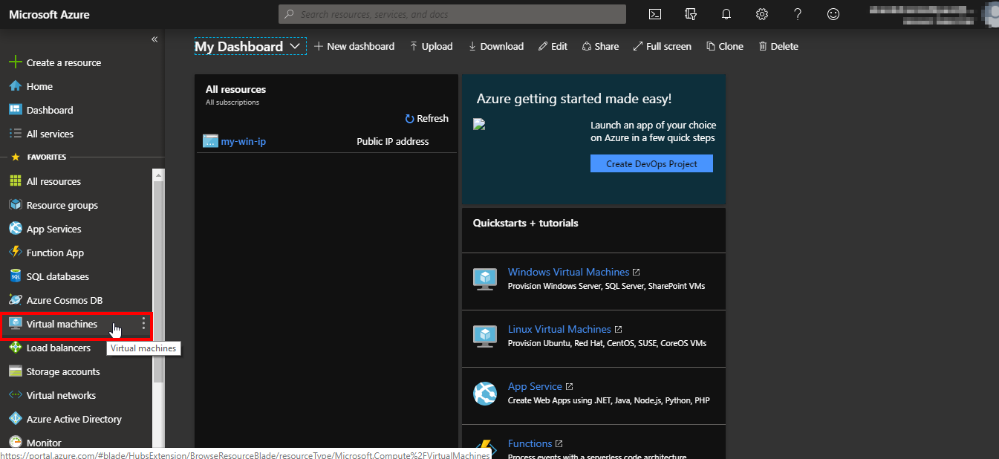 Microsoft Azure
Search resources, services, and docs
Create a resource
Home
Dashboard
All services
FAVORITES
All resources
Resource groups
App Services
Function App
SQL databases
Azure Cosmos DB
Virtual machines
Load balancers
Virtual machines
Storage accounts
Virtual networks
Azure Active Directory
Monitor
https://portal.azure.com/#blade/HubsExtension/BrowseResourceBlade/resourceType/Microsoft.Compute%2FVirtualMachines
My Dashboard
New dashboard
Upload
Download
Edit
Share
Full screen
Clone
Delete
All resources
All subscriptions
Refresh
my-win-ip Public IP address
Azure getting started made easy!
Launch an app of your choice
on Azure in a few quick steps
Create DevOps Project
Quickstarts + tutorials
Windows Virtual Machines
Provision Windows Server, SQL Server, SharePoint VMs
Linux Virtual Machines
Provision Ubuntu, Red Hat, CentOS, SUSE, CoreOS VMs
App Service
Create Web Apps using .NET, Java, Node.js, Python, PHP
Functions
Process events with a serverless code architecture